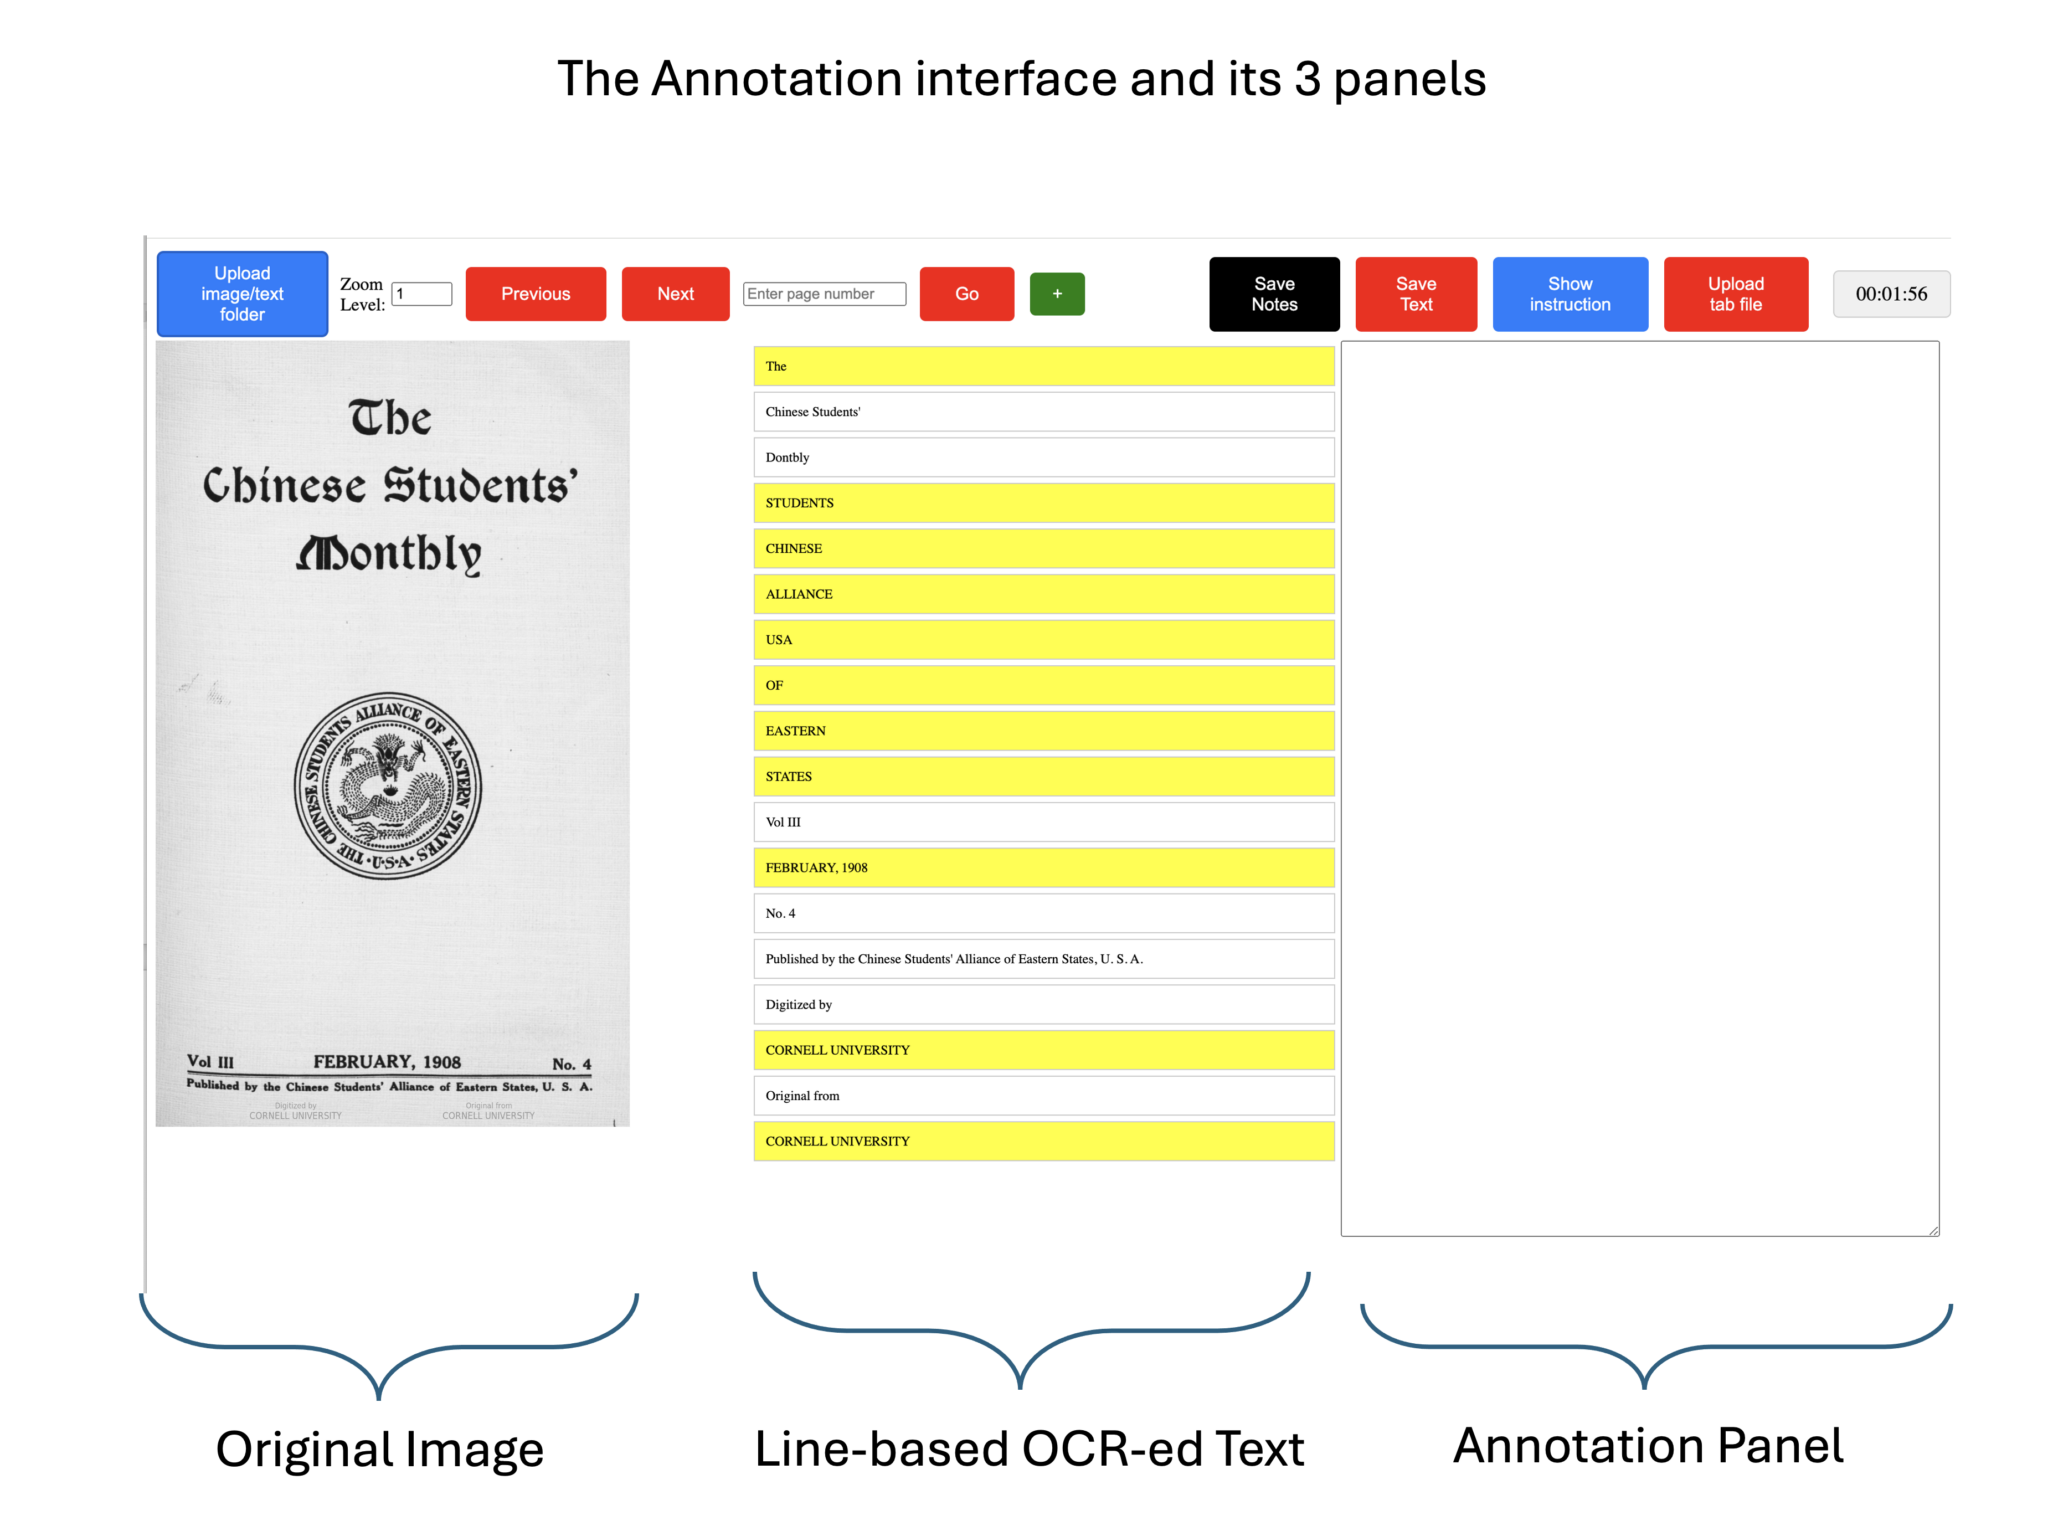 The Annotation interface and its 3 panels
Upload
image/text
folder
Zoom
Level:
1
Previous
Next
Enter page number
Go
+
Save
Notes
Save
Text
Show
instruction
Upload
tab file
00:01:56
The
Chinese Students'
Monthly
THE CHINESE STUDENTS ALLIANCE OF EASTERN STATES
·U·S·A·
Vol III FEBRUARY, 1908 No. 4
Published by the Chinese Students' Alliance of Eastern States, U. S. A.
Digitized by
CORNELL UNIVERSITY
Original from
CORNELL UNIVERSITY
The
Chinese Students'
Dontbly
STUDENTS
CHINESE
ALLIANCE
USA
OF
EASTERN
STATES
Vol III
FEBRUARY, 1908
No. 4
Published by the Chinese Students' Alliance of Eastern States, U. S. A.
Digitized by
CORNELL UNIVERSITY
Original from
CORNELL UNIVERSITY
Original Image
Line-based OCR-ed Text
Annotation Panel